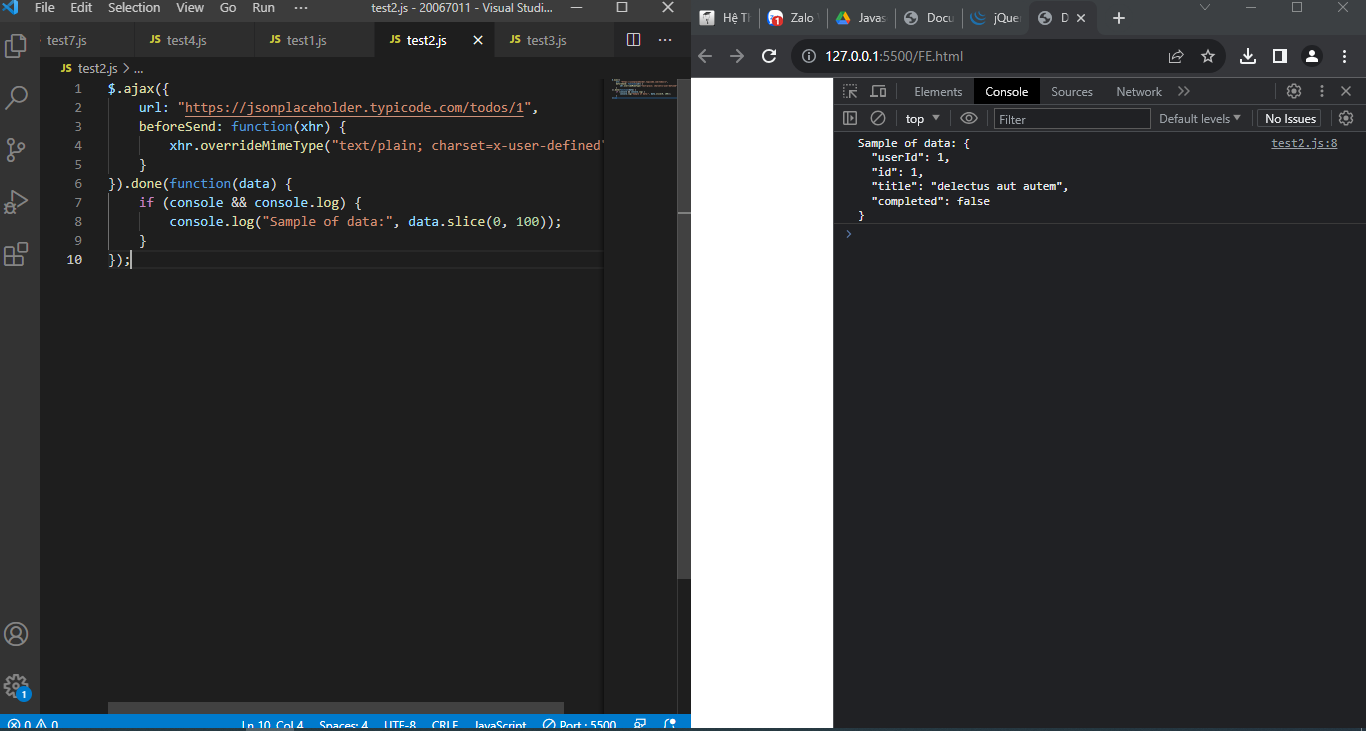 File Edit Selection View Go Run ··· test2.js - 20067011 - Visual Studi...
test7.js JS test4.js JS test1.js JS test2.js JS test3.js
JS test2.js > ...
1 $.ajax({
2 url: "https://jsonplaceholder.typicode.com/todos/1",
3 beforeSend: function(xhr) {
4 xhr.overrideMimeType("text/plain; charset=x-user-defined"
5 }
6 }).done(function(data) {
7 if (console && console.log) {
8 console.log("Sample of data:", data.slice(0, 100));
9 }
10 });
1
0 0 Ln 10, Col 4 Spaces: 4 UTF-8 CRLF JavaScript Port : 5500
Hệ Th 1 Zalo Javas Docu jQue D
127.0.0.1:5500/FE.html
Elements Console Sources Network
top Filter Default levels No Issues
Sample of data: { test2.js:8
"userId": 1,
"id": 1,
"title": "delectus aut autem",
"completed": false
}
>